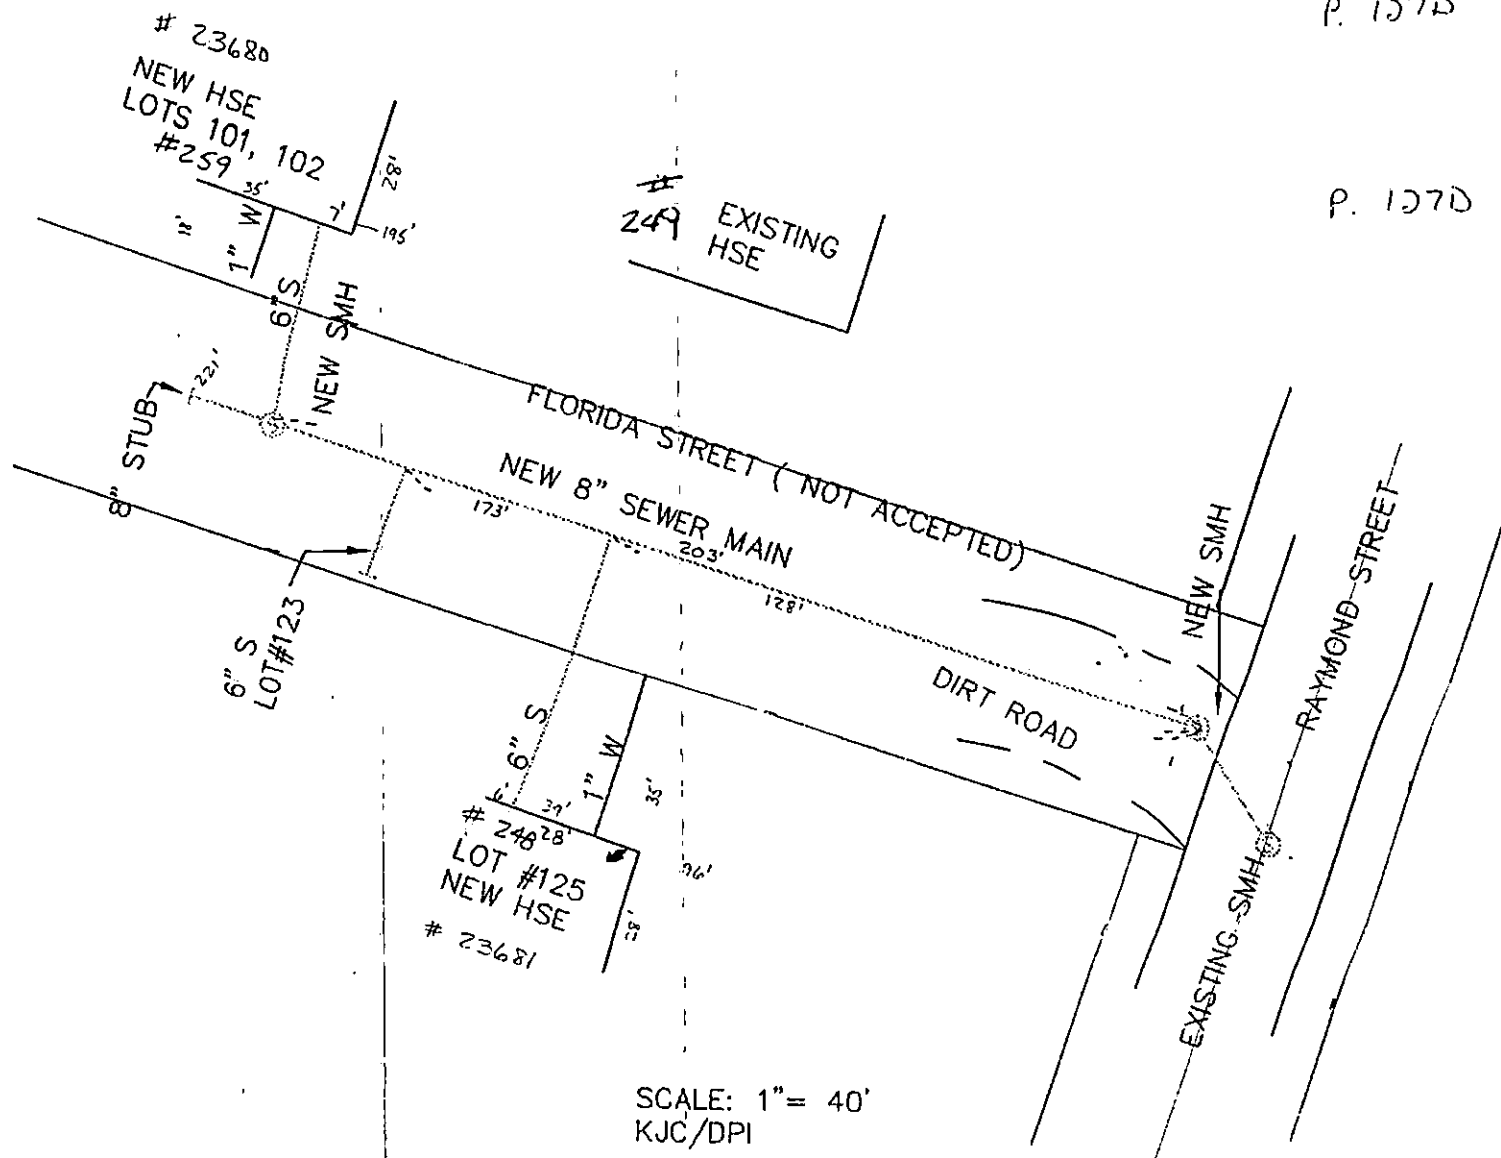 P. 137D
# 23680
NEW HSE
LOTS 101, 102
#259
35'
7'
28'
195'
1" W
6" S
NEW SMH
# 249
EXISTING
HSE
P. 137D
221'
8" STUB
FLORIDA STREET ( NOT ACCEPTED)
NEW 8" SEWER MAIN
173'
203'
128'
NEW SMH
RAYMOND STREET
DIRT ROAD
6" S
LOT#123
6" S
1" W
35'
28'
# 248
LOT #125
NEW HSE
# 23681
EXISTING SMH
SCALE: 1"= 40'
KJC/DPI